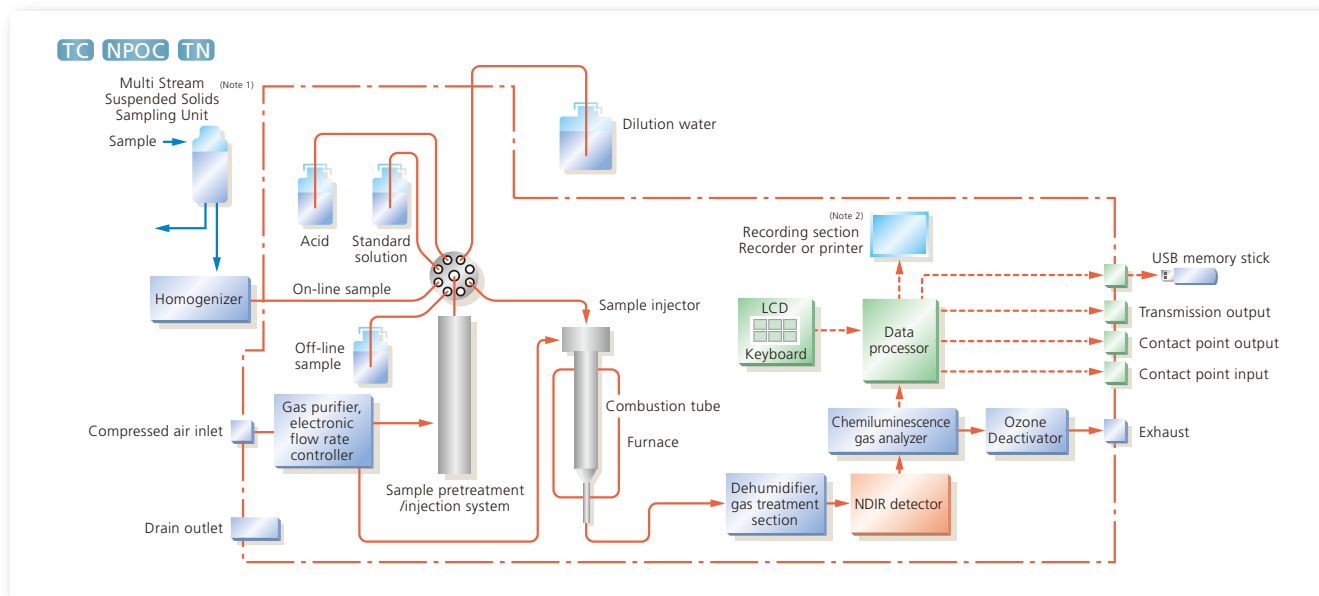 TC NPOC TN
Multi Stream (Note 1)
Suspended Solids
Sampling Unit
Sample
Dilution water
Acid
Standard
solution
(Note 2)
Recording section
Recorder or printer
USB memory stick
Homogenizer
On-line sample
Sample injector
LCD
Keyboard
Data
processor
Transmission output
Contact point output
Contact point input
Off-line
sample
Gas purifier,
electronic
flow rate
controller
Compressed air inlet
Combustion tube
Furnace
Chemiluminescence
gas analyzer
Ozone
Deactivator
Exhaust
Sample pretreatment
/injection system
Dehumidifier,
gas treatment
section
NDIR detector
Drain outlet